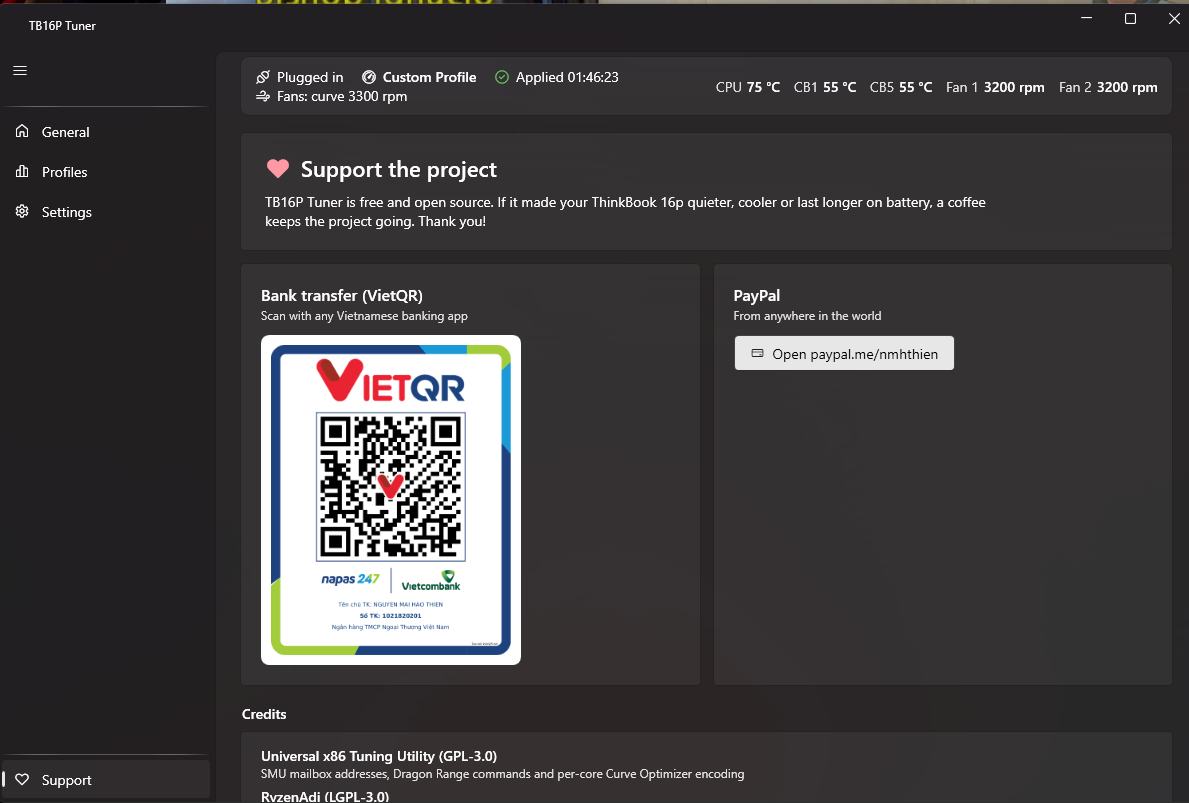 TB16P Tuner
Plugged in Custom Profile Applied 01:46:23
Fans: curve 3300 rpm
CPU 75 °C CB1 55 °C CB5 55 °C Fan 1 3200 rpm Fan 2 3200 rpm
General
Profiles
Settings
Support the project
TB16P Tuner is free and open source. If it made your ThinkBook 16p quieter, cooler or last longer on battery, a coffee
keeps the project going. Thank you!
Bank transfer (VietQR)
Scan with any Vietnamese banking app
VIETQR
napas 247 Vietcombank
Tên chủ TK: NGUYEN MAI HAO THIEN
Số TK: 1021820201
Ngân hàng TMCP Ngoại Thương Việt Nam
PayPal
From anywhere in the world
Open paypal.me/nmhthien
Credits
Universal x86 Tuning Utility (GPL-3.0)
SMU mailbox addresses, Dragon Range commands and per-core Curve Optimizer encoding
RyzenAdj (LGPL-3.0)
Support